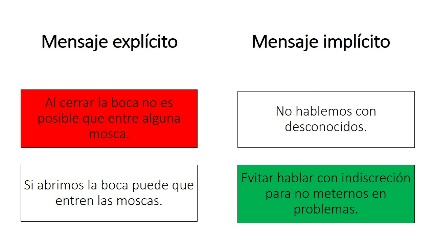 Mensaje explícito
Mensaje implícito
Al cerrar la boca no es
posible que entre alguna
mosca.
No hablemos con
desconocidos.
Si abrimos la boca puede que
entren las moscas.
Evitar hablar con indiscreción
para no meternos en
problemas.